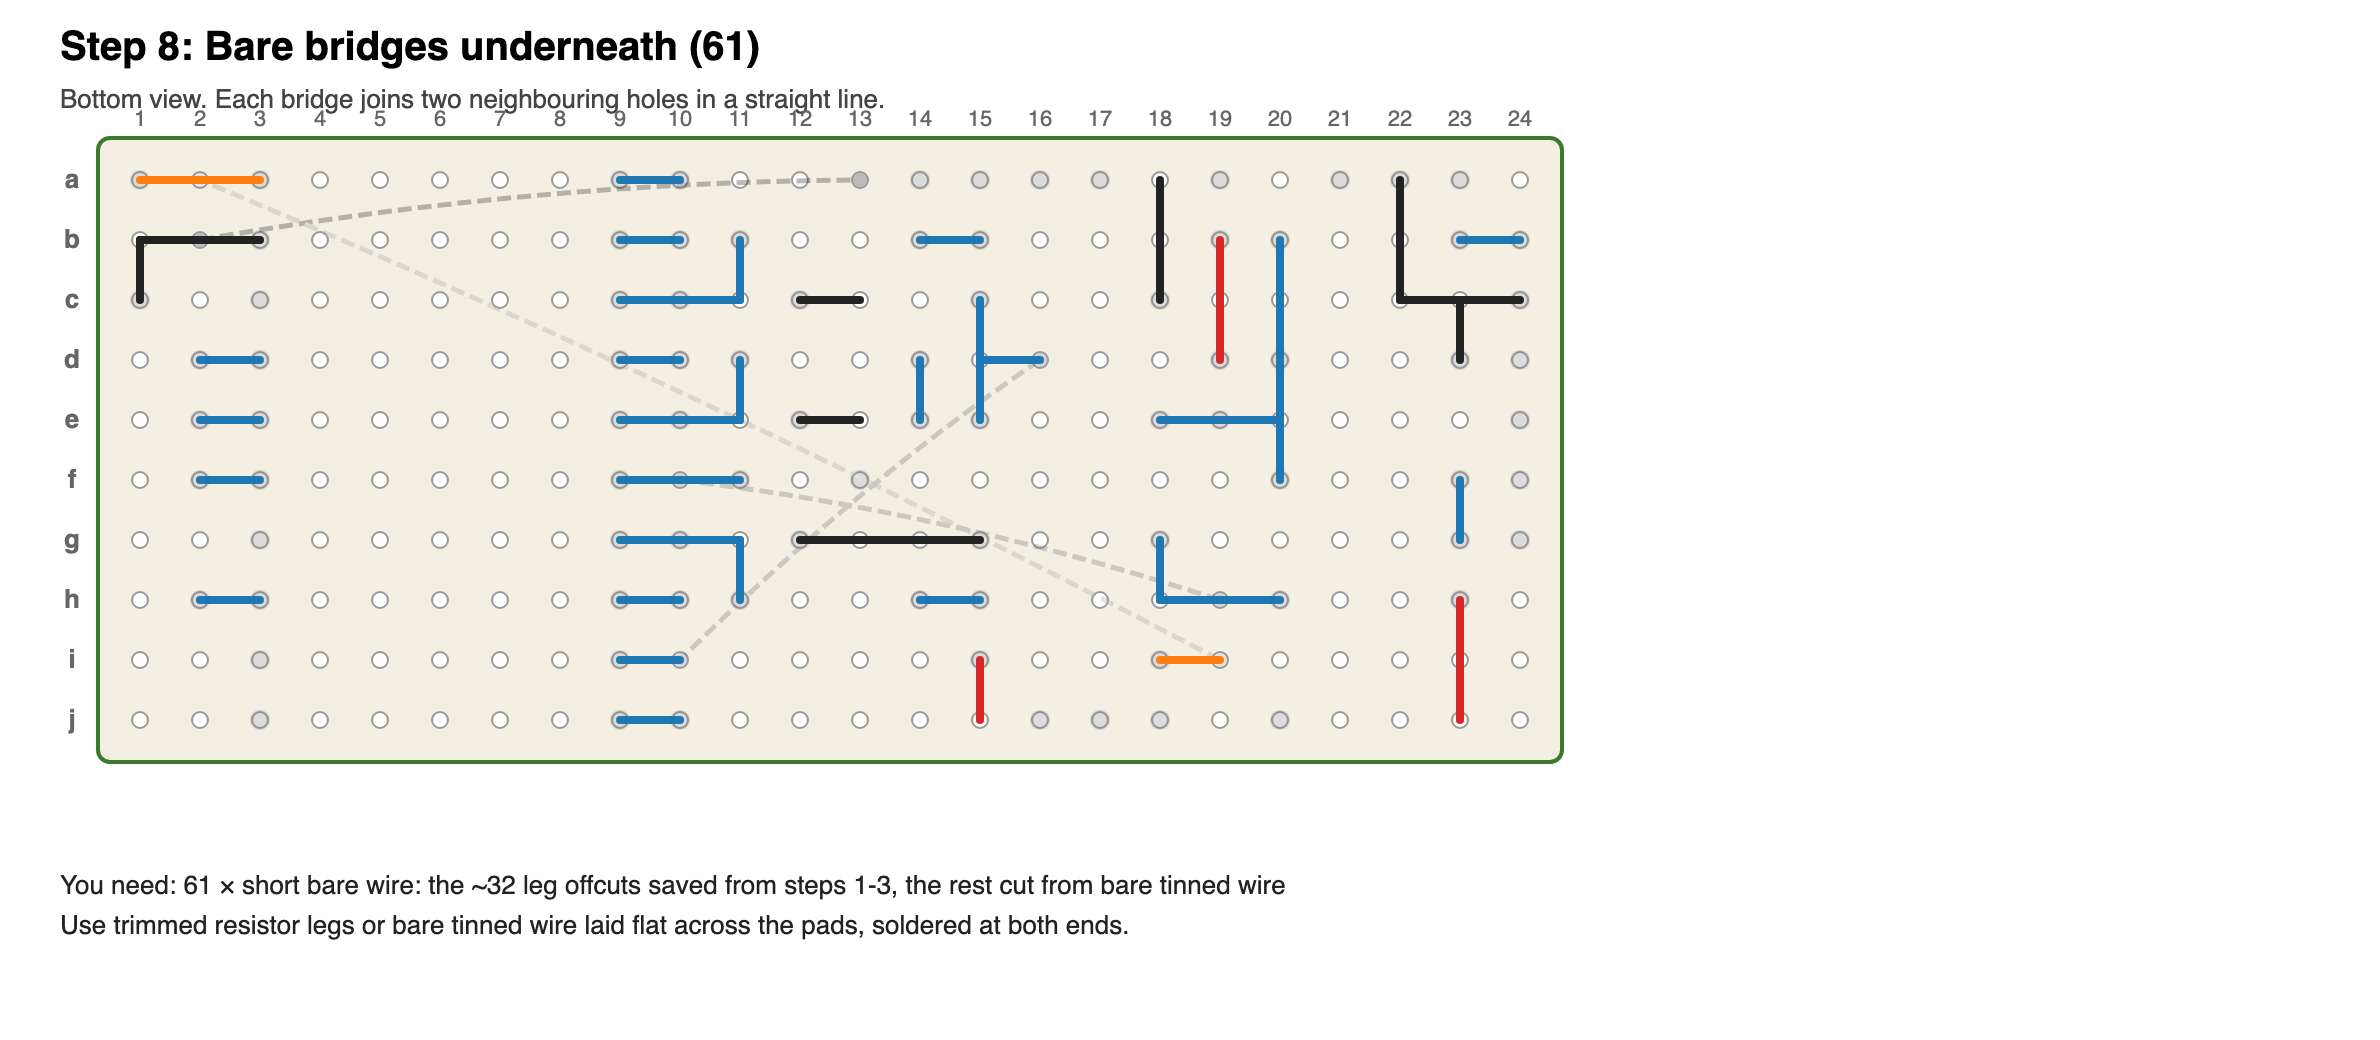 Step 8: Bare bridges underneath (61)
Bottom view. Each bridge joins two neighbouring holes in a straight line.
1 2 3 4 5 6 7 8 9 10 11 12 13 14 15 16 17 18 19 20 21 22 23 24
a
b
c
d
e
f
g
h
i
j
You need: 61 × short bare wire: the ~32 leg offcuts saved from steps 1-3, the rest cut from bare tinned wire
Use trimmed resistor legs or bare tinned wire laid flat across the pads, soldered at both ends.